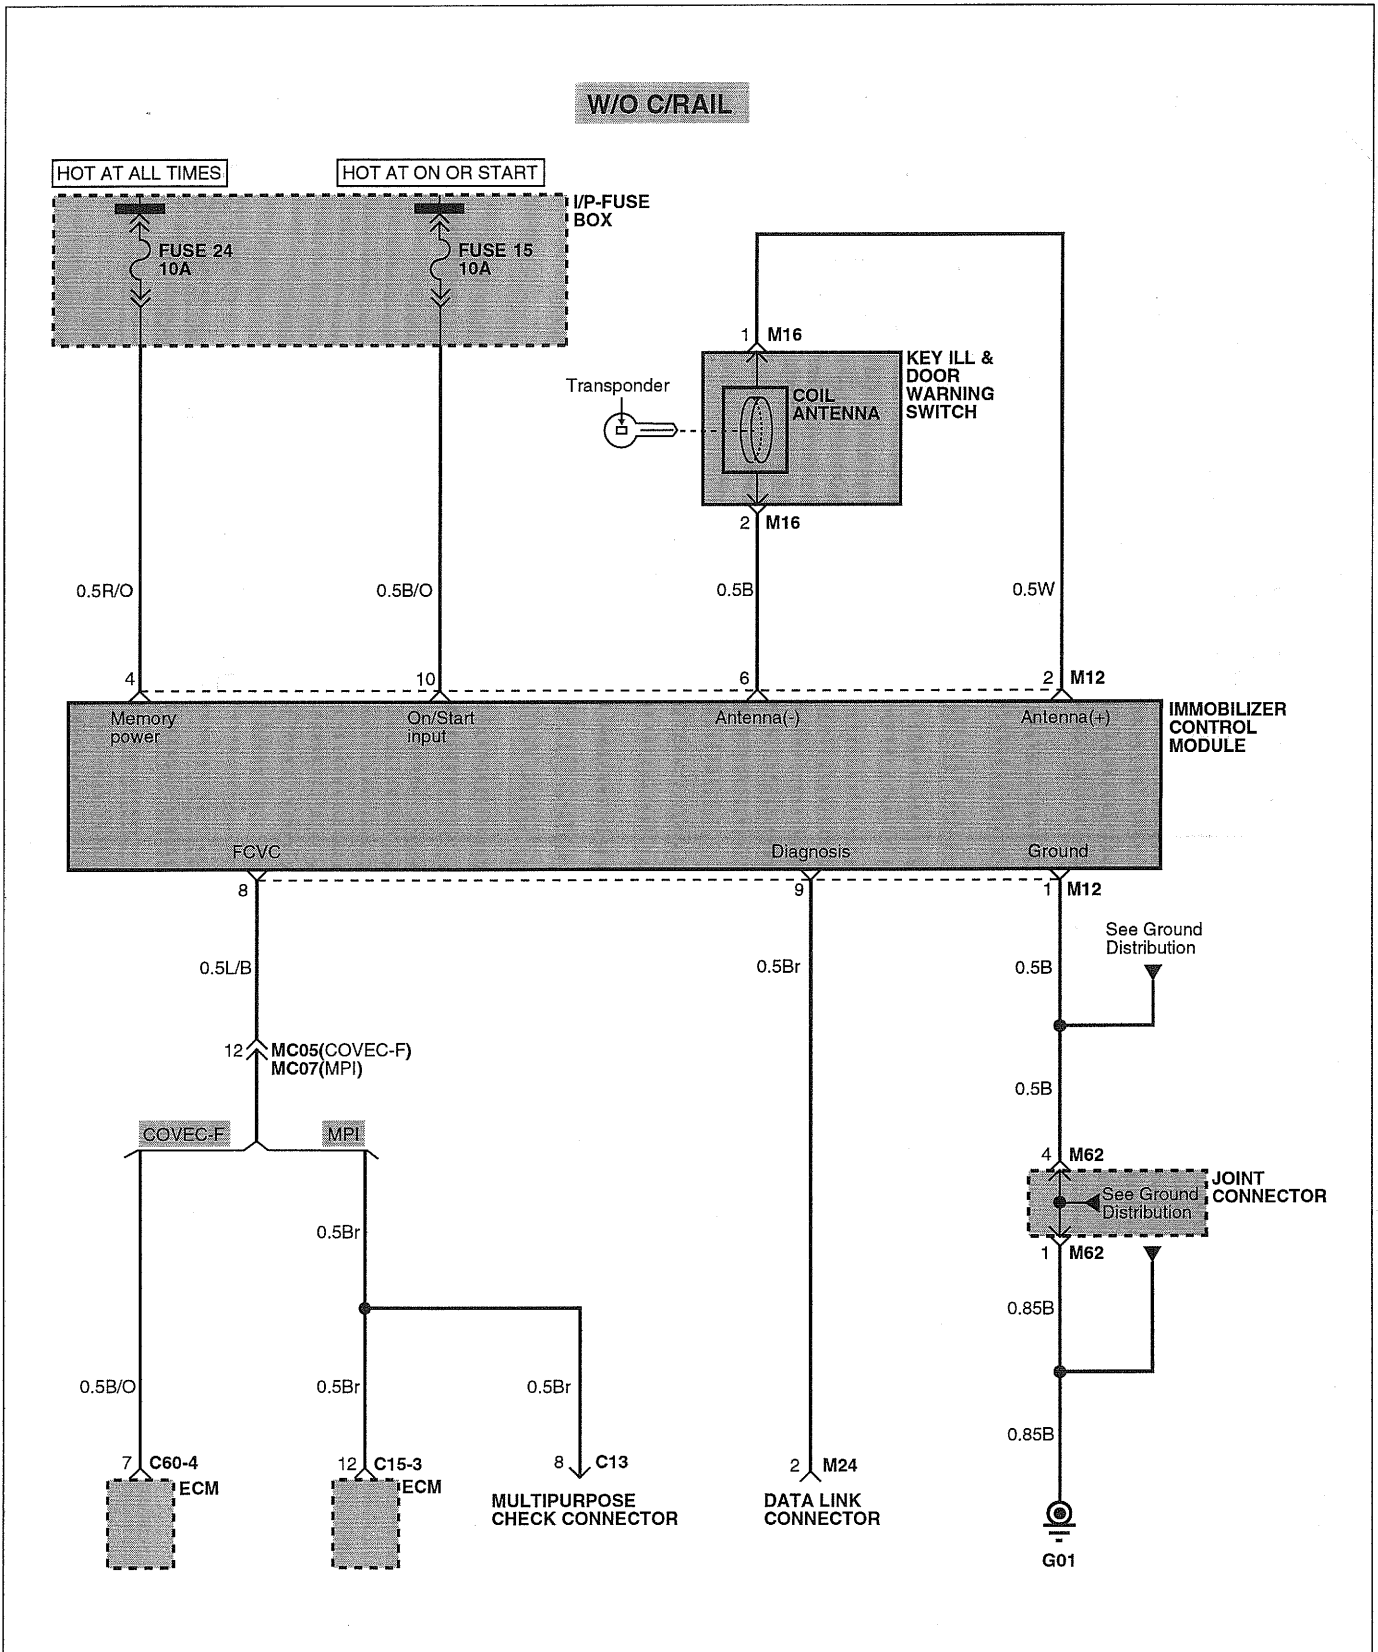 W/O C/RAIL
HOT AT ALL TIMES
HOT AT ON OR START
I/P-FUSE
BOX
FUSE 24
10A
FUSE 15
10A
1 M16
KEY ILL &
DOOR
WARNING
SWITCH
Transponder
COIL
ANTENNA
2 M16
0.5R/O
0.5B/O
0.5B
0.5W
4
10
6
2 M12
Memory
power
On/Start
input
Antenna(-)
Antenna(+)
IMMOBILIZER
CONTROL
MODULE
FCVC
Diagnosis
Ground
8
9
1 M12
See Ground
Distribution
0.5L/B
0.5Br
0.5B
12 MC05(COVEC-F)
MC07(MPI)
0.5B
COVEC-F
MPI
4 M62
JOINT
CONNECTOR
See Ground
Distribution
0.5Br
1 M62
0.85B
0.5B/O
0.5Br
0.5Br
0.85B
7 C60-4
ECM
12 C15-3
ECM
8 C13
MULTIPURPOSE
CHECK CONNECTOR
2 M24
DATA LINK
CONNECTOR
G01